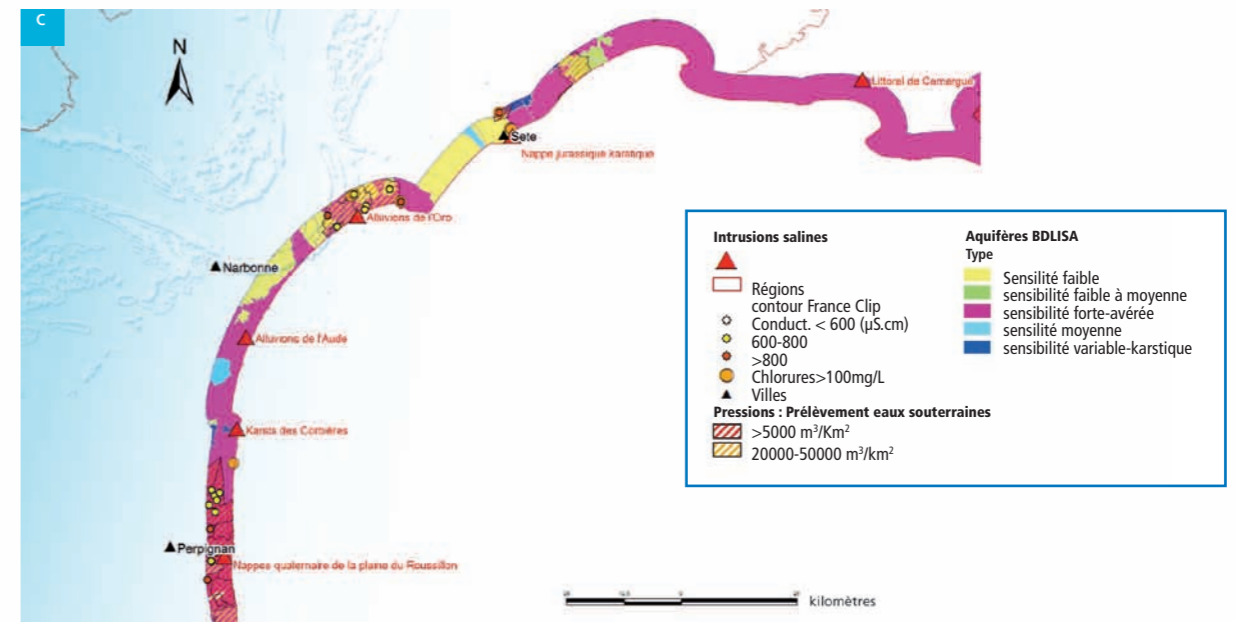 C
N
Littoral de Camargue
Sete
Nappe jurassique karstique
Alluvions de l'Orb
Narbonne
Alluvions de l'Aude
Karsts des Corbières
Perpignan
Nappes quaternaire de la plaine du Roussillon
Intrusions salines
Régions
contour France Clip
Conduct. < 600 (µS.cm)
600-800
>800
Chlorures>100mg/L
Villes
Pressions : Prélèvement eaux souterraines
>5000 m³/Km²
20000-50000 m³/km²
Aquifères BDLISA
Type
Sensilité faible
sensibilité faible à moyenne
sensibilité forte-avérée
sensilité moyenne
sensibilité variable-karstique
kilomètres